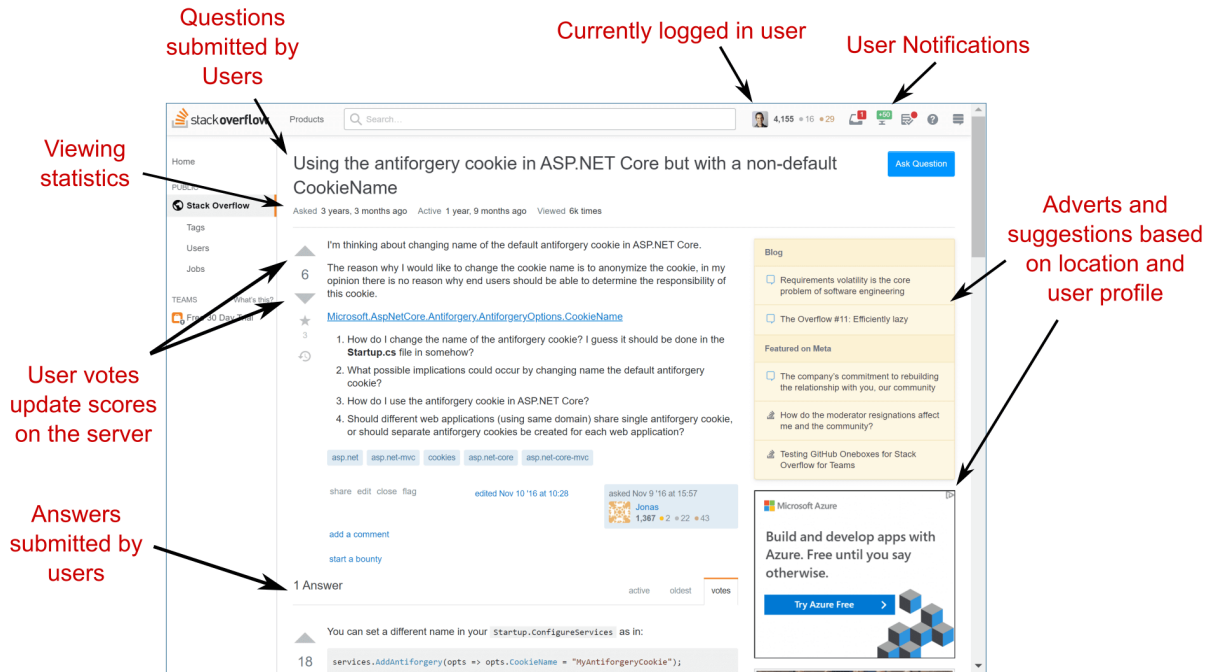 Questions
submitted by
Users
Currently logged in user
User Notifications
Viewing
statistics
User votes
update scores
on the server
Answers
submitted by
users
Adverts and
suggestions based
on location and
user profile
stackoverflow
Products
Search...
4,155 16 29
1
+50
?
Home
PUBLIC
Stack Overflow
Tags
Users
Jobs
TEAMS What's this?
Free 30 Day Trial
Using the antiforgery cookie in ASP.NET Core but with a non-default
CookieName
Ask Question
Asked 3 years, 3 months ago Active 1 year, 9 months ago Viewed 6k times
6
3
I'm thinking about changing name of the default antiforgery cookie in ASP.NET Core.
The reason why I would like to change the cookie name is to anonymize the cookie, in my
opinion there is no reason why end users should be able to determine the responsibility of
this cookie.
Microsoft.AspNetCore.Antiforgery.AntiforgeryOptions.CookieName
1. How do I change the name of the antiforgery cookie? I guess it should be done in the
Startup.cs file in somehow?
2. What possible implications could occur by changing name the default antiforgery
cookie?
3. How do I use the antiforgery cookie in ASP.NET Core?
4. Should different web applications (using same domain) share single antiforgery cookie,
or should separate antiforgery cookies be created for each web application?
asp.net asp.net-mvc cookies asp.net-core asp.net-core-mvc
share edit close flag
edited Nov 10 '16 at 10:28
asked Nov 9 '16 at 15:57
Jonas
1,367 2 22 43
add a comment
start a bounty
1 Answer
active oldest votes
18
You can set a different name in your Startup.ConfigureServices as in:
services.AddAntiforgery(opts => opts.CookieName = "MyAntiforgeryCookie");
Blog
Requirements volatility is the core
problem of software engineering
The Overflow #11: Efficiently lazy
Featured on Meta
The company's commitment to rebuilding
the relationship with you, our community
How do the moderator resignations affect
me and the community?
Testing GitHub Oneboxes for Stack
Overflow for Teams
Microsoft Azure
Build and develop apps with
Azure. Free until you say
otherwise.
Try Azure Free